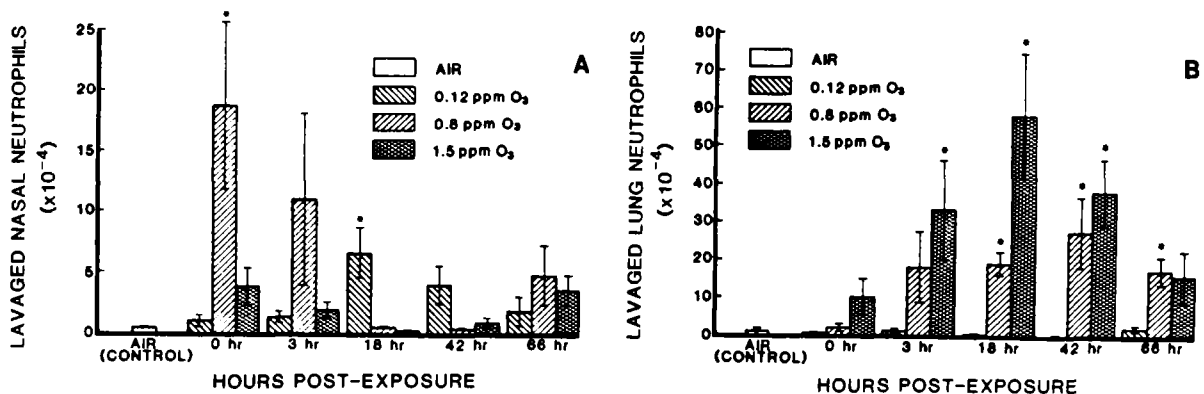 LAVAGED NASAL NEUTROPHILS
(x10⁻⁴)
25
20
15
10
5
0
*
*
A
AIR
0.12 ppm O₃
0.8 ppm O₃
1.5 ppm O₃
AIR
(CONTROL)
0 hr
3 hr
18 hr
42 hr
66 hr
HOURS POST-EXPOSURE
LAVAGED LUNG NEUTROPHILS
(x10⁻⁴)
80
70
60
50
40
30
20
10
0
*
*
*
*
*
*
B
AIR
0.12 ppm O₃
0.8 ppm O₃
1.5 ppm O₃
AIR
(CONTROL)
0 hr
3 hr
18 hr
42 hr
66 hr
HOURS POST-EXPOSURE